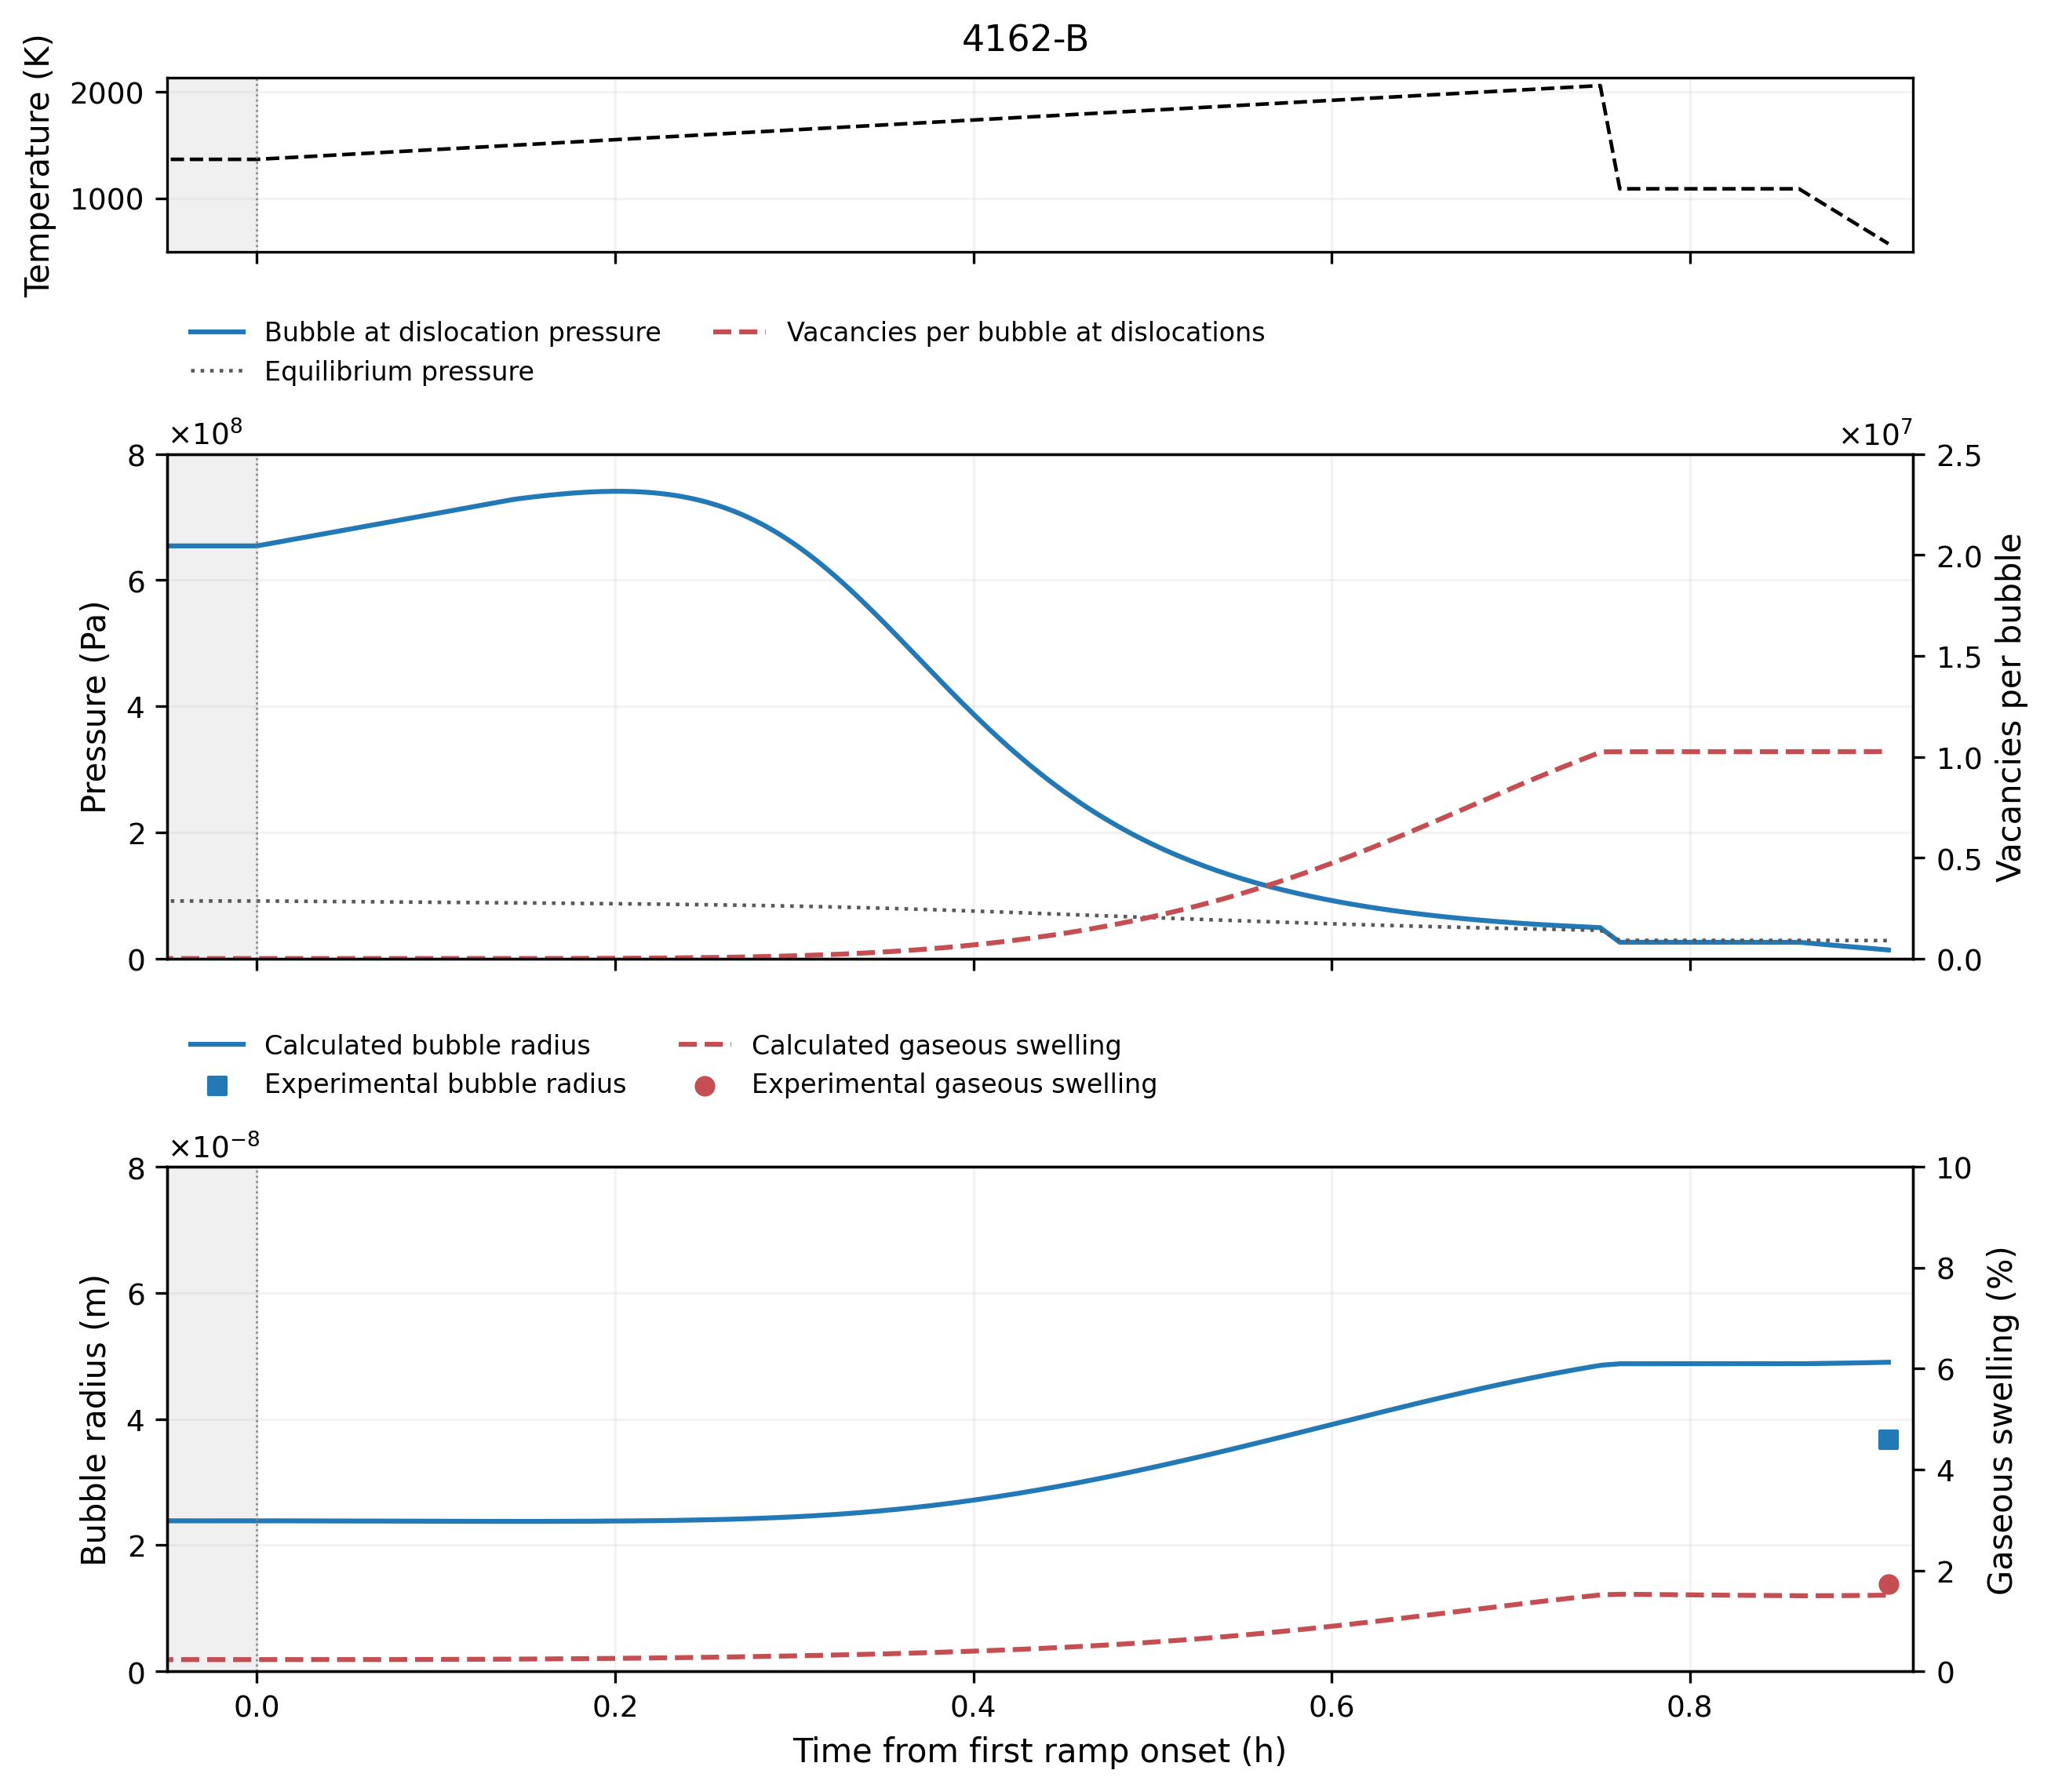 4162-B
Temperature (K)
2000
1000
Bubble at dislocation pressure
Vacancies per bubble at dislocations
Equilibrium pressure
×10⁸
×10⁷
Pressure (Pa)
8
6
4
2
0
2.5
2.0
1.5
1.0
0.5
0.0
Vacancies per bubble
Calculated bubble radius
Calculated gaseous swelling
Experimental bubble radius
Experimental gaseous swelling
×10⁻⁸
Bubble radius (m)
8
6
4
2
0
10
8
6
4
2
0
Gaseous swelling (%)
0.0 0.2 0.4 0.6 0.8
Time from first ramp onset (h)